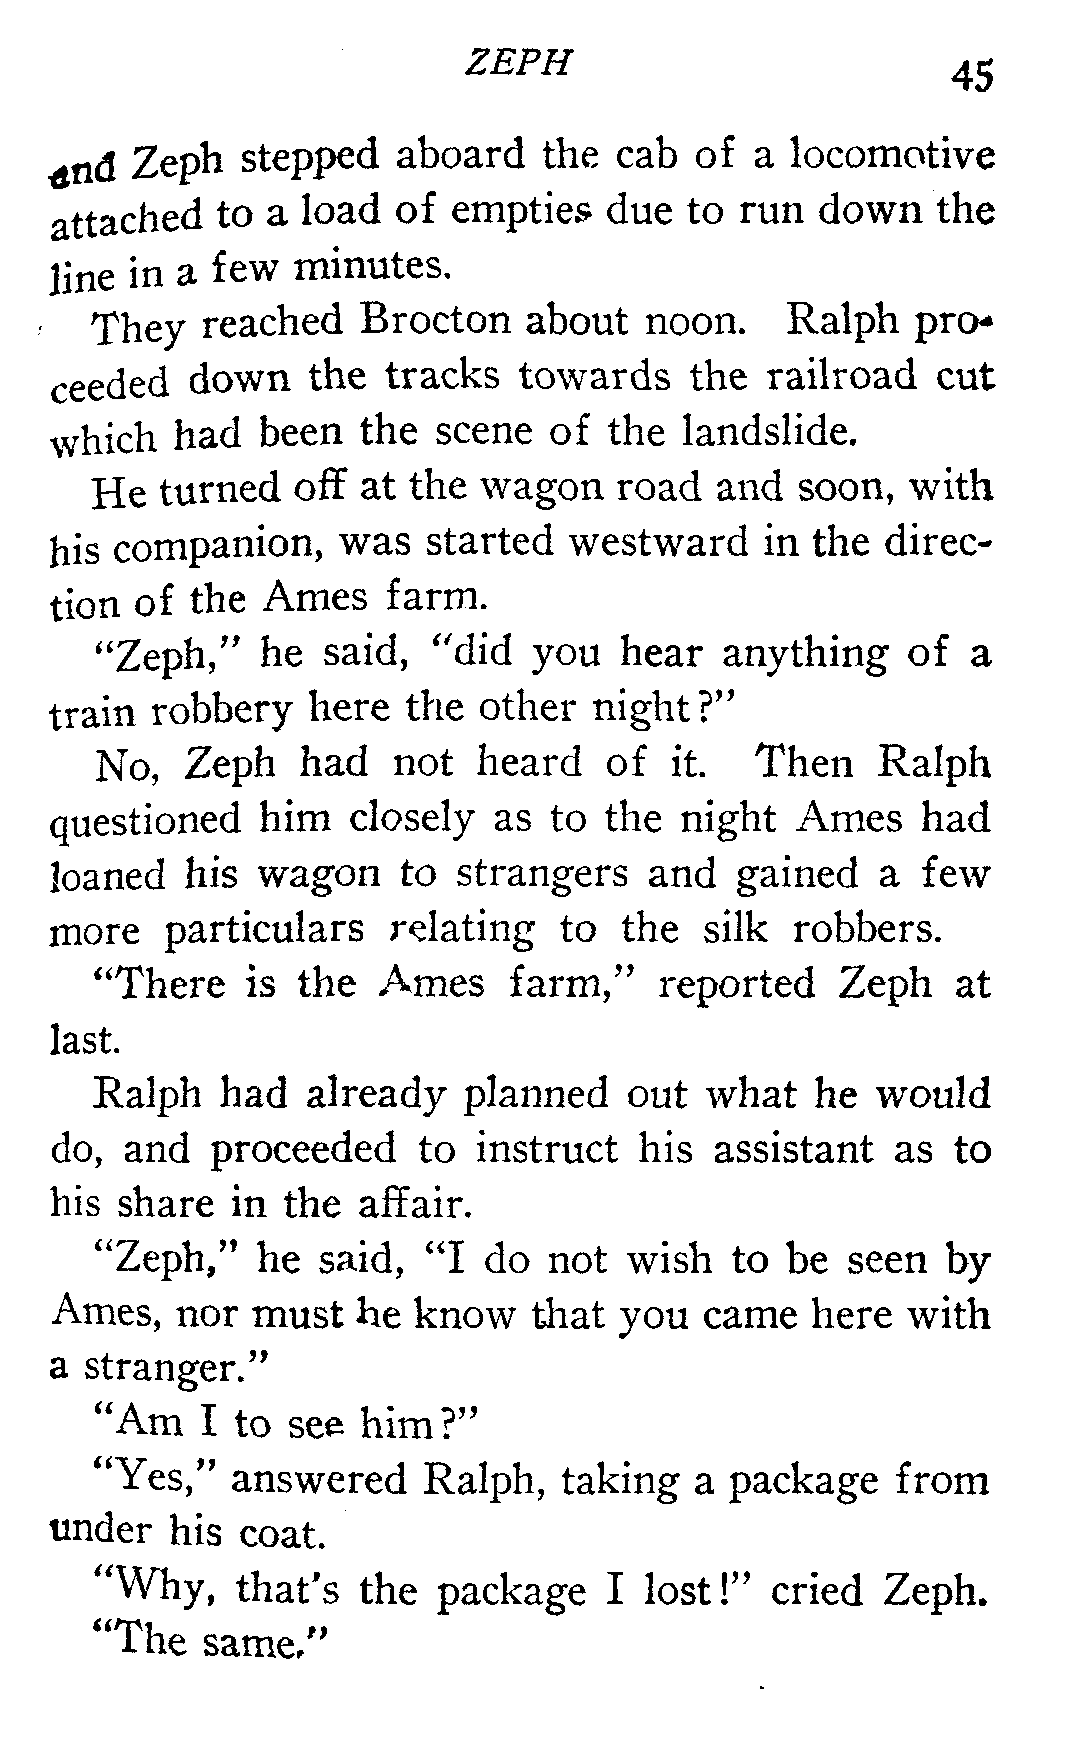 ZEPH
45
and Zeph stepped aboard the cab of a locomotive
attached to a load of empties due to run down the
line in a few minutes.
They reached Brocton about noon. Ralph pro-
ceeded down the tracks towards the railroad cut
which had been the scene of the landslide.
He turned off at the wagon road and soon, with
his companion, was started westward in the direc-
tion of the Ames farm.
"Zeph," he said, "did you hear anything of a
train robbery here the other night?"
No, Zeph had not heard of it. Then Ralph
questioned him closely as to the night Ames had
loaned his wagon to strangers and gained a few
more particulars relating to the silk robbers.
"There is the Ames farm," reported Zeph at
last.
Ralph had already planned out what he would
do, and proceeded to instruct his assistant as to
his share in the affair.
"Zeph," he said, "I do not wish to be seen by
Ames, nor must he know that you came here with
a stranger."
"Am I to see him?"
"Yes," answered Ralph, taking a package from
under his coat.
"Why, that's the package I lost!" cried Zeph.
"The same."